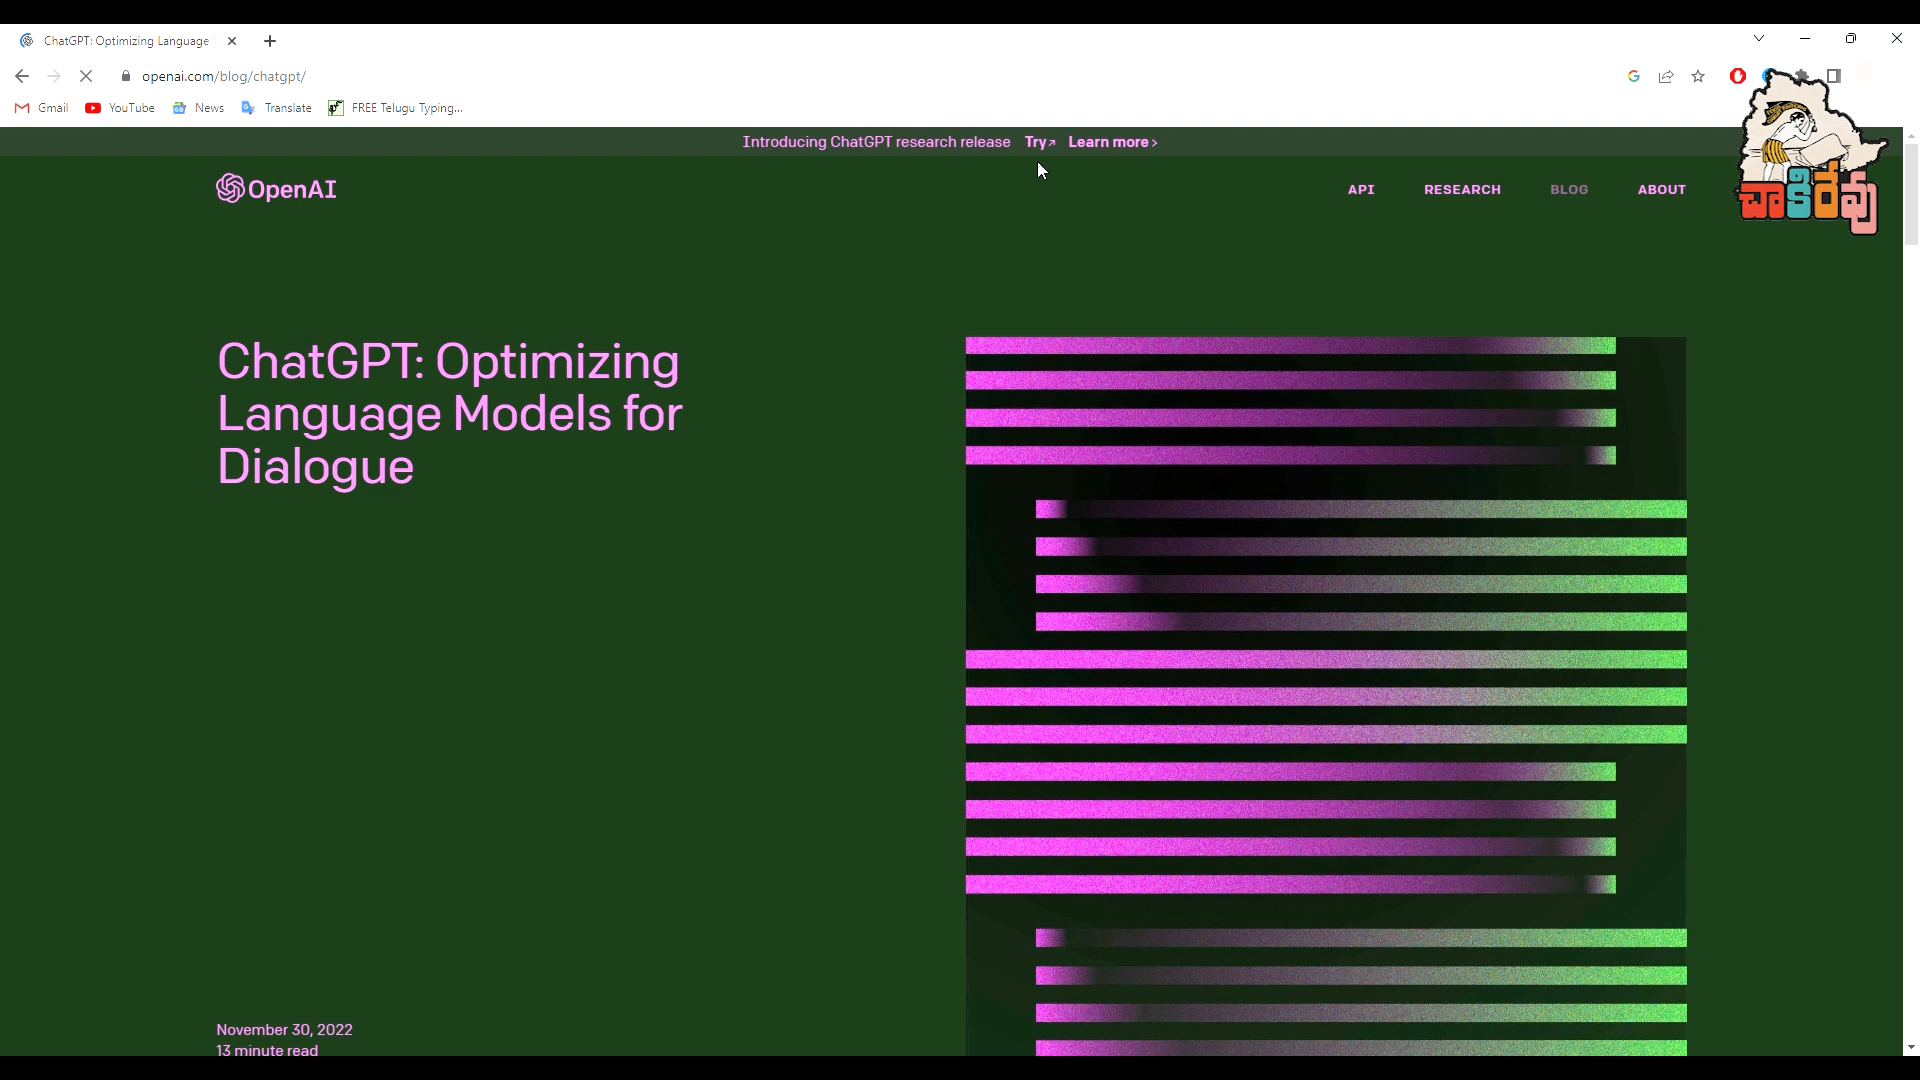 ChatGPT: Optimizing Language
openai.com/blog/chatgpt/
Gmail YouTube News Translate FREE Telugu Typing...
Introducing ChatGPT research release Try↗ Learn more›
OpenAI
API RESEARCH BLOG ABOUT
చాకిరేవు
ChatGPT: Optimizing
Language Models for
Dialogue
November 30, 2022
13 minute read